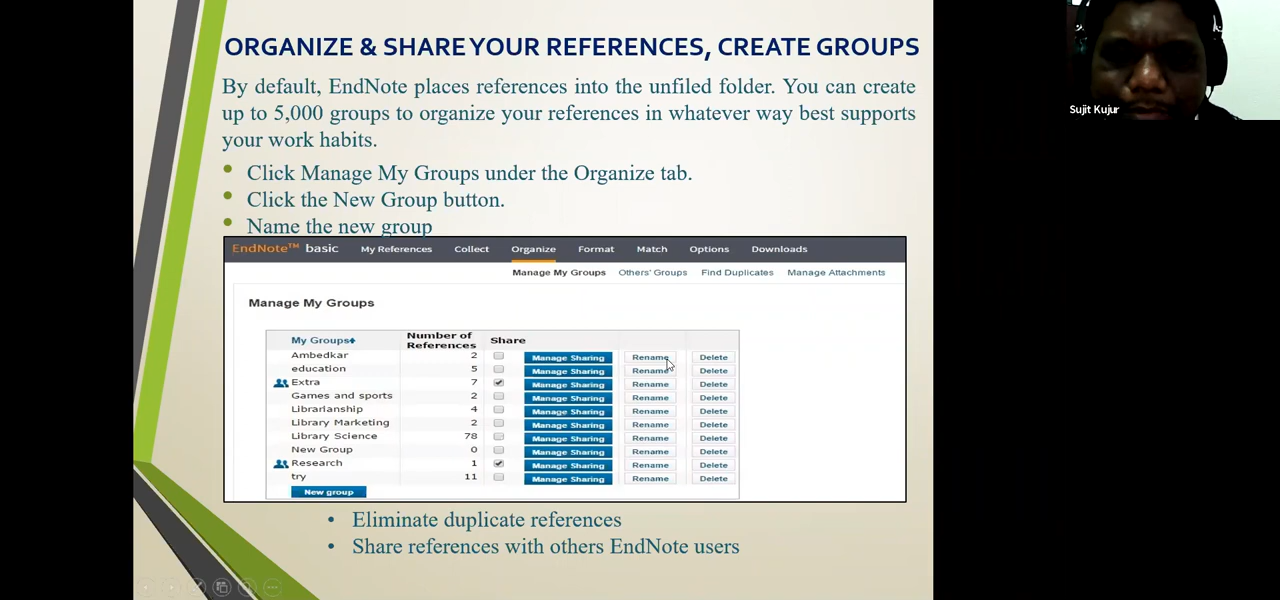 ORGANIZE & SHARE YOUR REFERENCES, CREATE GROUPS
Sujit Kujur
By default, EndNote places references into the unfiled folder. You can create
up to 5,000 groups to organize your references in whatever way best supports
your work habits.
• Click Manage My Groups under the Organize tab.
• Click the New Group button.
• Name the new group
EndNote™ basic My References Collect Organize Format Match Options Downloads
Manage My Groups Others' Groups Find Duplicates Manage Attachments
Manage My Groups
My Groups Number of References Share
Ambedkar 2 Manage Sharing Rename Delete
education 5 Manage Sharing Rename Delete
Extra 7 Manage Sharing Rename Delete
Games and sports 2 Manage Sharing Rename Delete
Librarianship 4 Manage Sharing Rename Delete
Library Marketing 2 Manage Sharing Rename Delete
Library Science 78 Manage Sharing Rename Delete
New Group 0 Manage Sharing Rename Delete
Research 1 Manage Sharing Rename Delete
try 11 Manage Sharing Rename Delete
New group
• Eliminate duplicate references
• Share references with others EndNote users